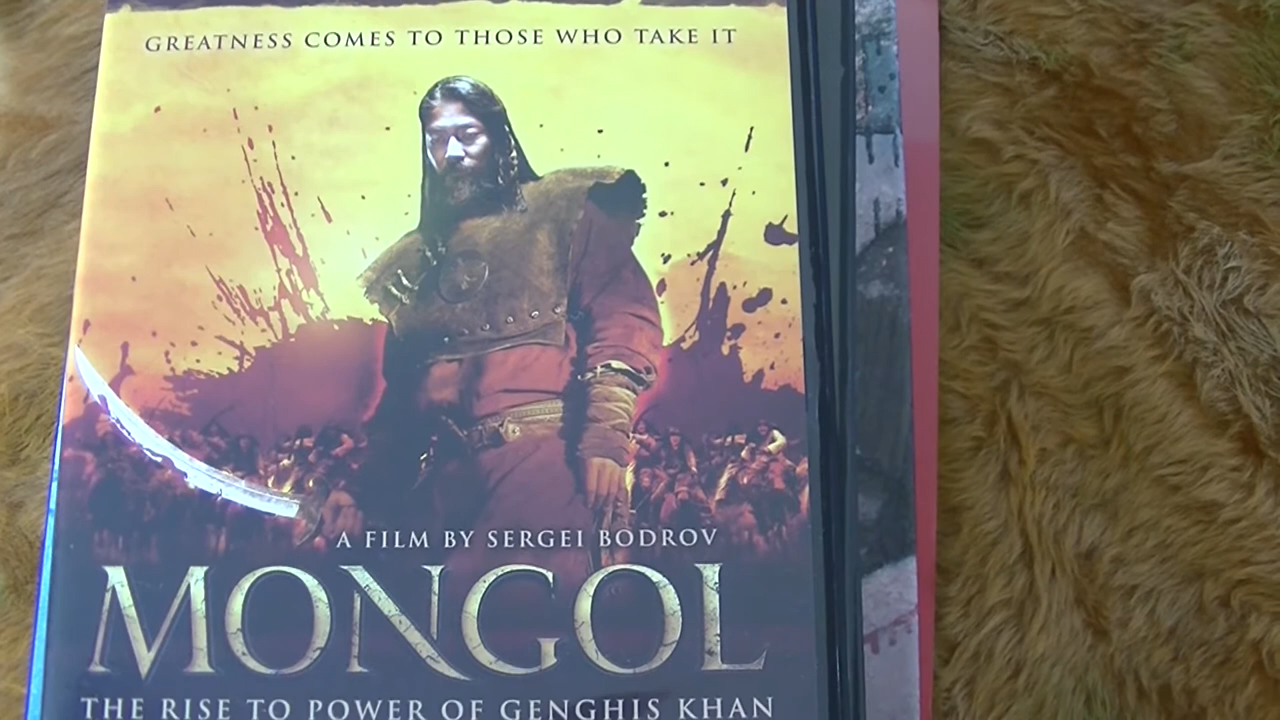 GREATNESS COMES TO THOSE WHO TAKE IT
A FILM BY SERGEI BODROV
MONGOL
THE RISE TO POWER OF GENGHIS KHAN